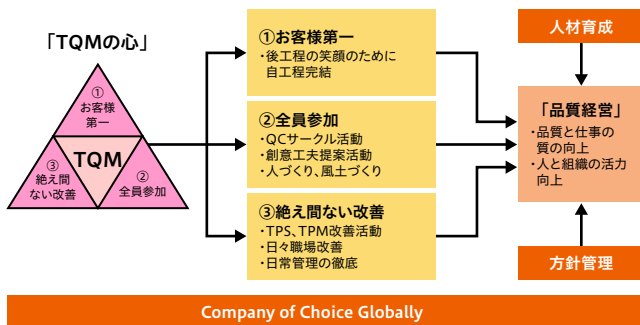 「TQMの心」
①
お客様
第一
TQM
③
絶え間
ない改善
②
全員参加
①お客様第一
・後工程の笑顔のために
自工程完結
②全員参加
・QCサークル活動
・創意工夫提案活動
・人づくり、風土づくり
③絶え間ない改善
・TPS、TPM改善活動
・日々職場改善
・日常管理の徹底
人材育成
「品質経営」
・品質と仕事の
質の向上
・人と組織の活力
向上
方針管理
Company of Choice Globally